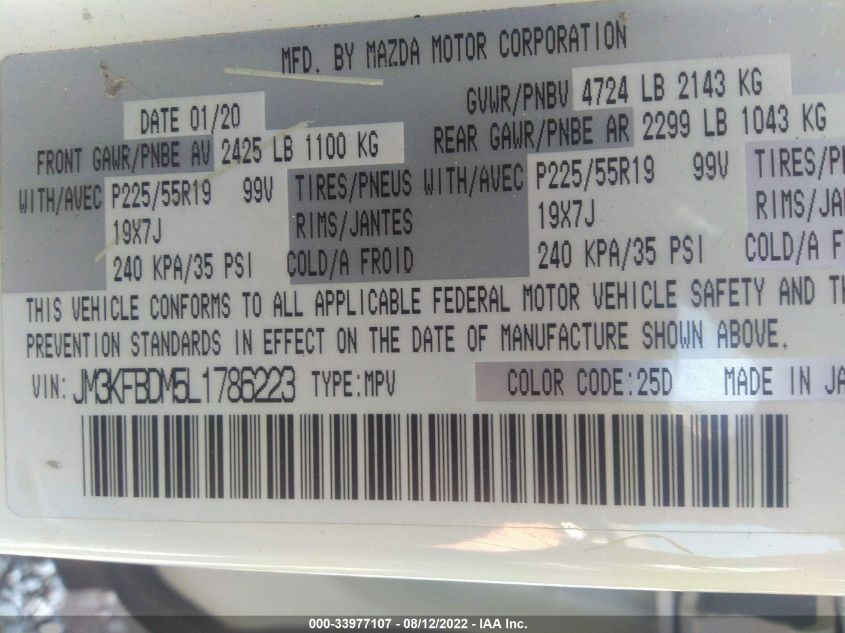 MFD. BY MAZDA MOTOR CORPORATION
DATE 01/20
GVWR/PNBV 4724 LB 2143 KG
FRONT GAWR/PNBE AV 2425 LB 1100 KG
REAR GAWR/PNBE AR 2299 LB 1043 KG
WITH/AVEC P225/55R19 99V TIRES/PNEUS WITH/AVEC P225/55R19 99V TIRES/
19X7J RIMS/JANTES 19X7J RIMS/
240 KPA/35 PSI COLD/A FROID 240 KPA/35 PSI COLD/A
THIS VEHICLE CONFORMS TO ALL APPLICABLE FEDERAL MOTOR VEHICLE SAFETY AND
PREVENTION STANDARDS IN EFFECT ON THE DATE OF MANUFACTURE SHOWN ABOVE.
VIN: JM3KFBDM5L1786223 TYPE:MPV COLOR CODE:25D MADE IN
000-33977107 - 08/12/2022 - IAA Inc.